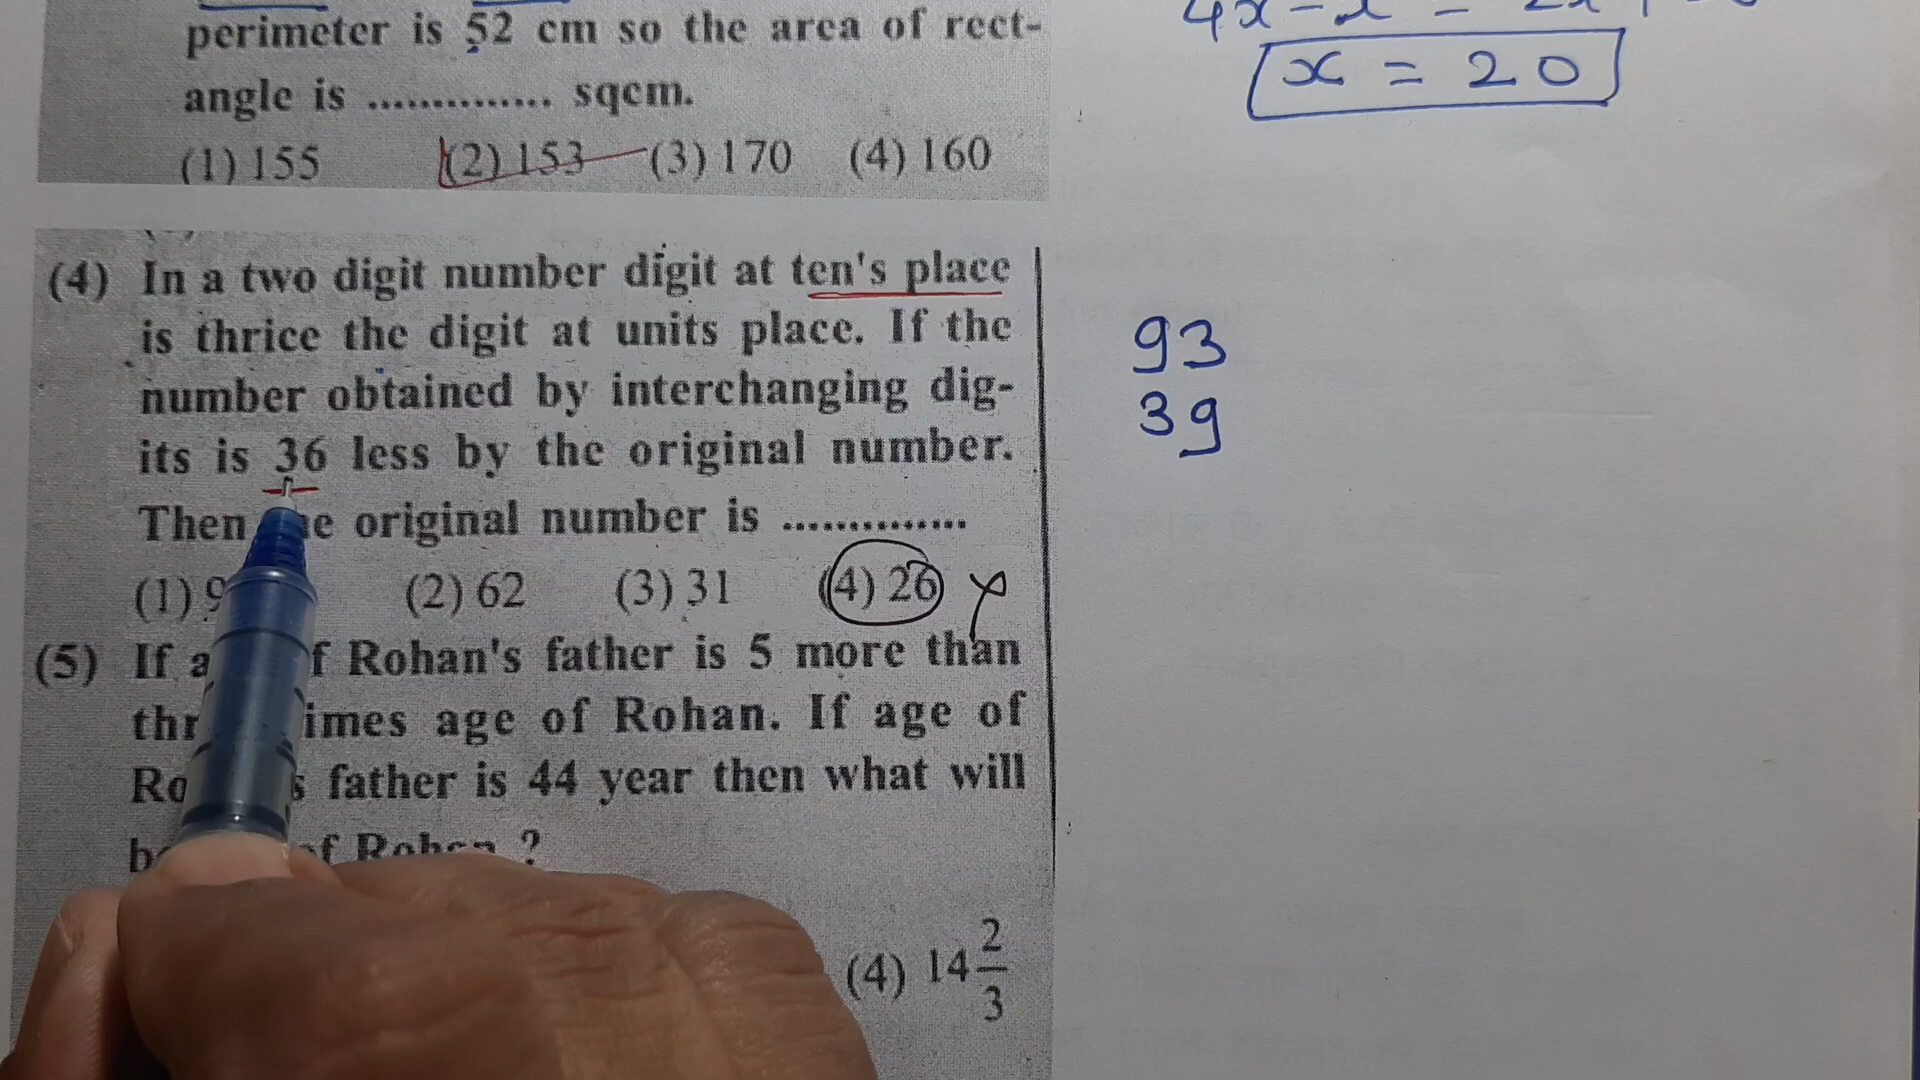 perimeter is 52 cm so the area of rect-
angle is .............. sqcm.
(1) 155 (2) 153 (3) 170 (4) 160
x = 20
(4) In a two digit number digit at ten's place
is thrice the digit at units place. If the
number obtained by interchanging dig-
its is 36 less by the original number.
Then original number is ..............
(1) 9 (2) 62 (3) 31 (4) 26
93
39
(5) If Rohan's father is 5 more than
age of Rohan. If age of
father is 44 year then what will
of Rohan ?
(4) 14 2/3